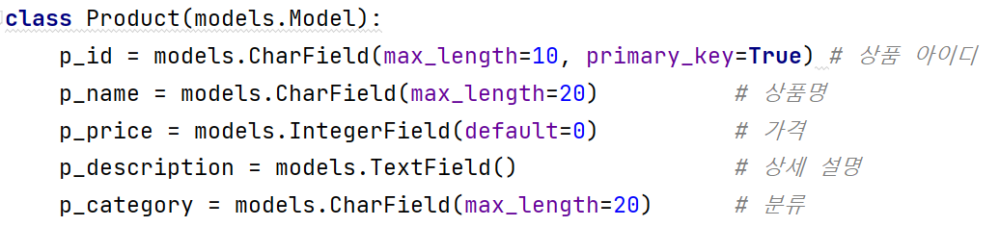 class Product(models.Model):
    p_id = models.CharField(max_length=10, primary_key=True) # 상품 아이디
    p_name = models.CharField(max_length=20)          # 상품명
    p_price = models.IntegerField(default=0)          # 가격
    p_description = models.TextField()                # 상세 설명
    p_category = models.CharField(max_length=20)      # 분류